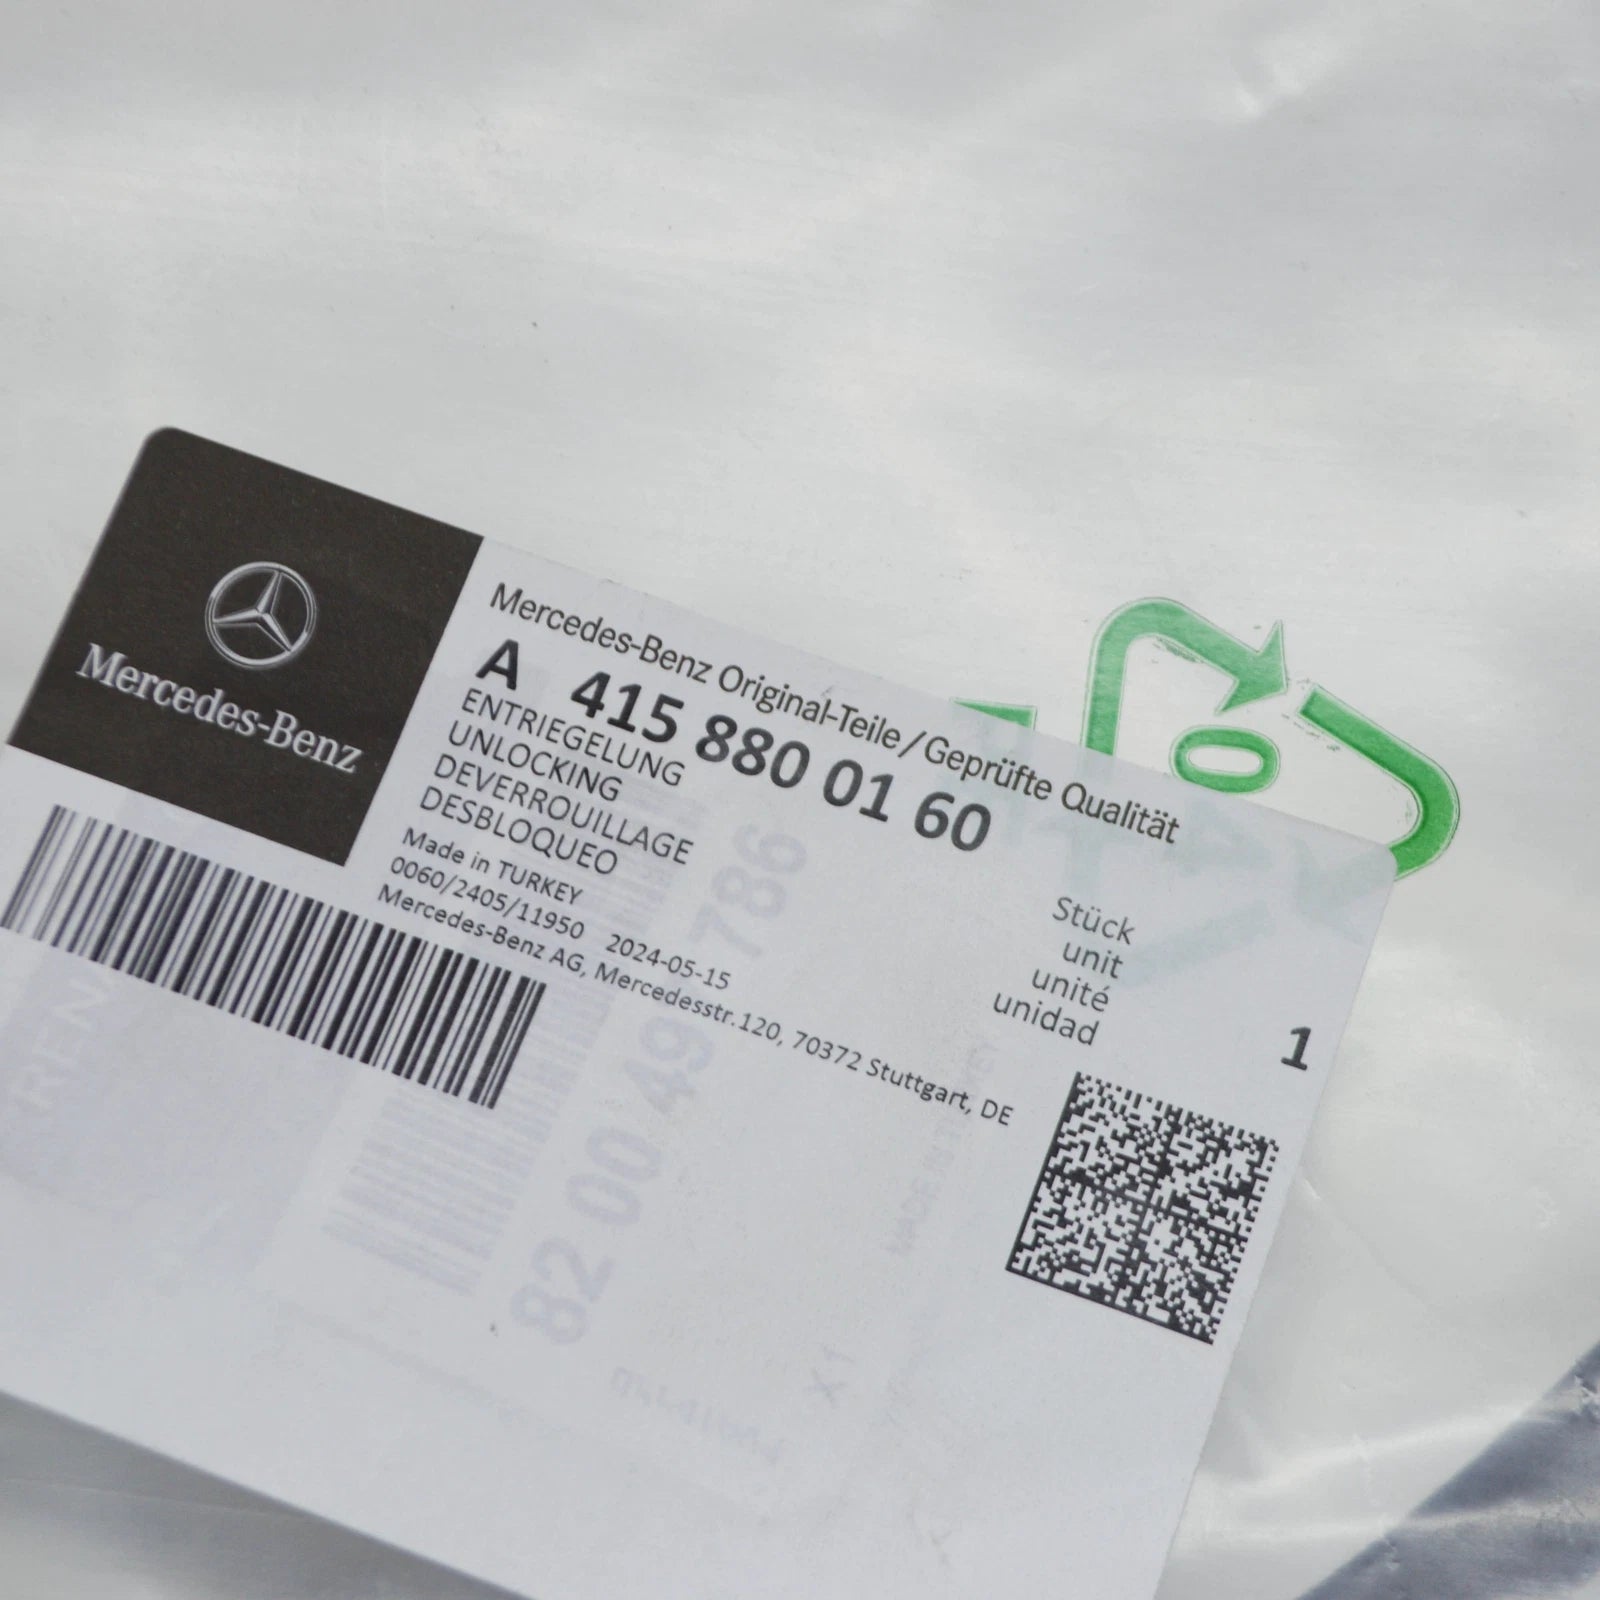 Mercedes-Benz
Mercedes-Benz Original-Teile / Geprüfte Qualität
A 415 880 01 60
ENTRIEGELUNG
UNLOCKING
DEVERROUILLAGE
DESBLOQUEO
Made in TURKEY
0060/2405/11950 2024-05-15
Mercedes-Benz AG, Mercedesstr.120, 70372 Stuttgart, DE
Stück
unit
unité
unidad
1
82 00 49 786
X1